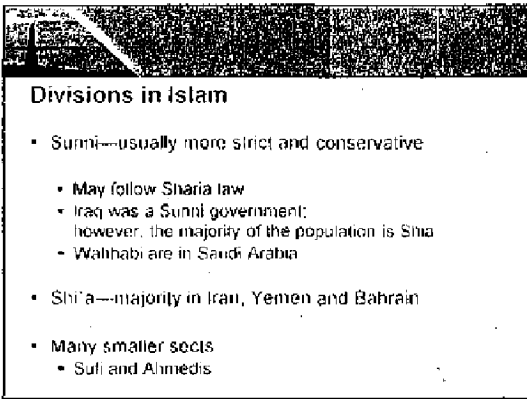 Divisions in Islam
• Sunni—usually more strict and conservative
• May follow Sharia law
• Iraq was a Sunni government;
however, the majority of the population is Shia
• Wahhabi are in Saudi Arabia
• Shi'a—majority in Iran, Yemen and Bahrain
• Many smaller sects
• Sufi and Ahmedis